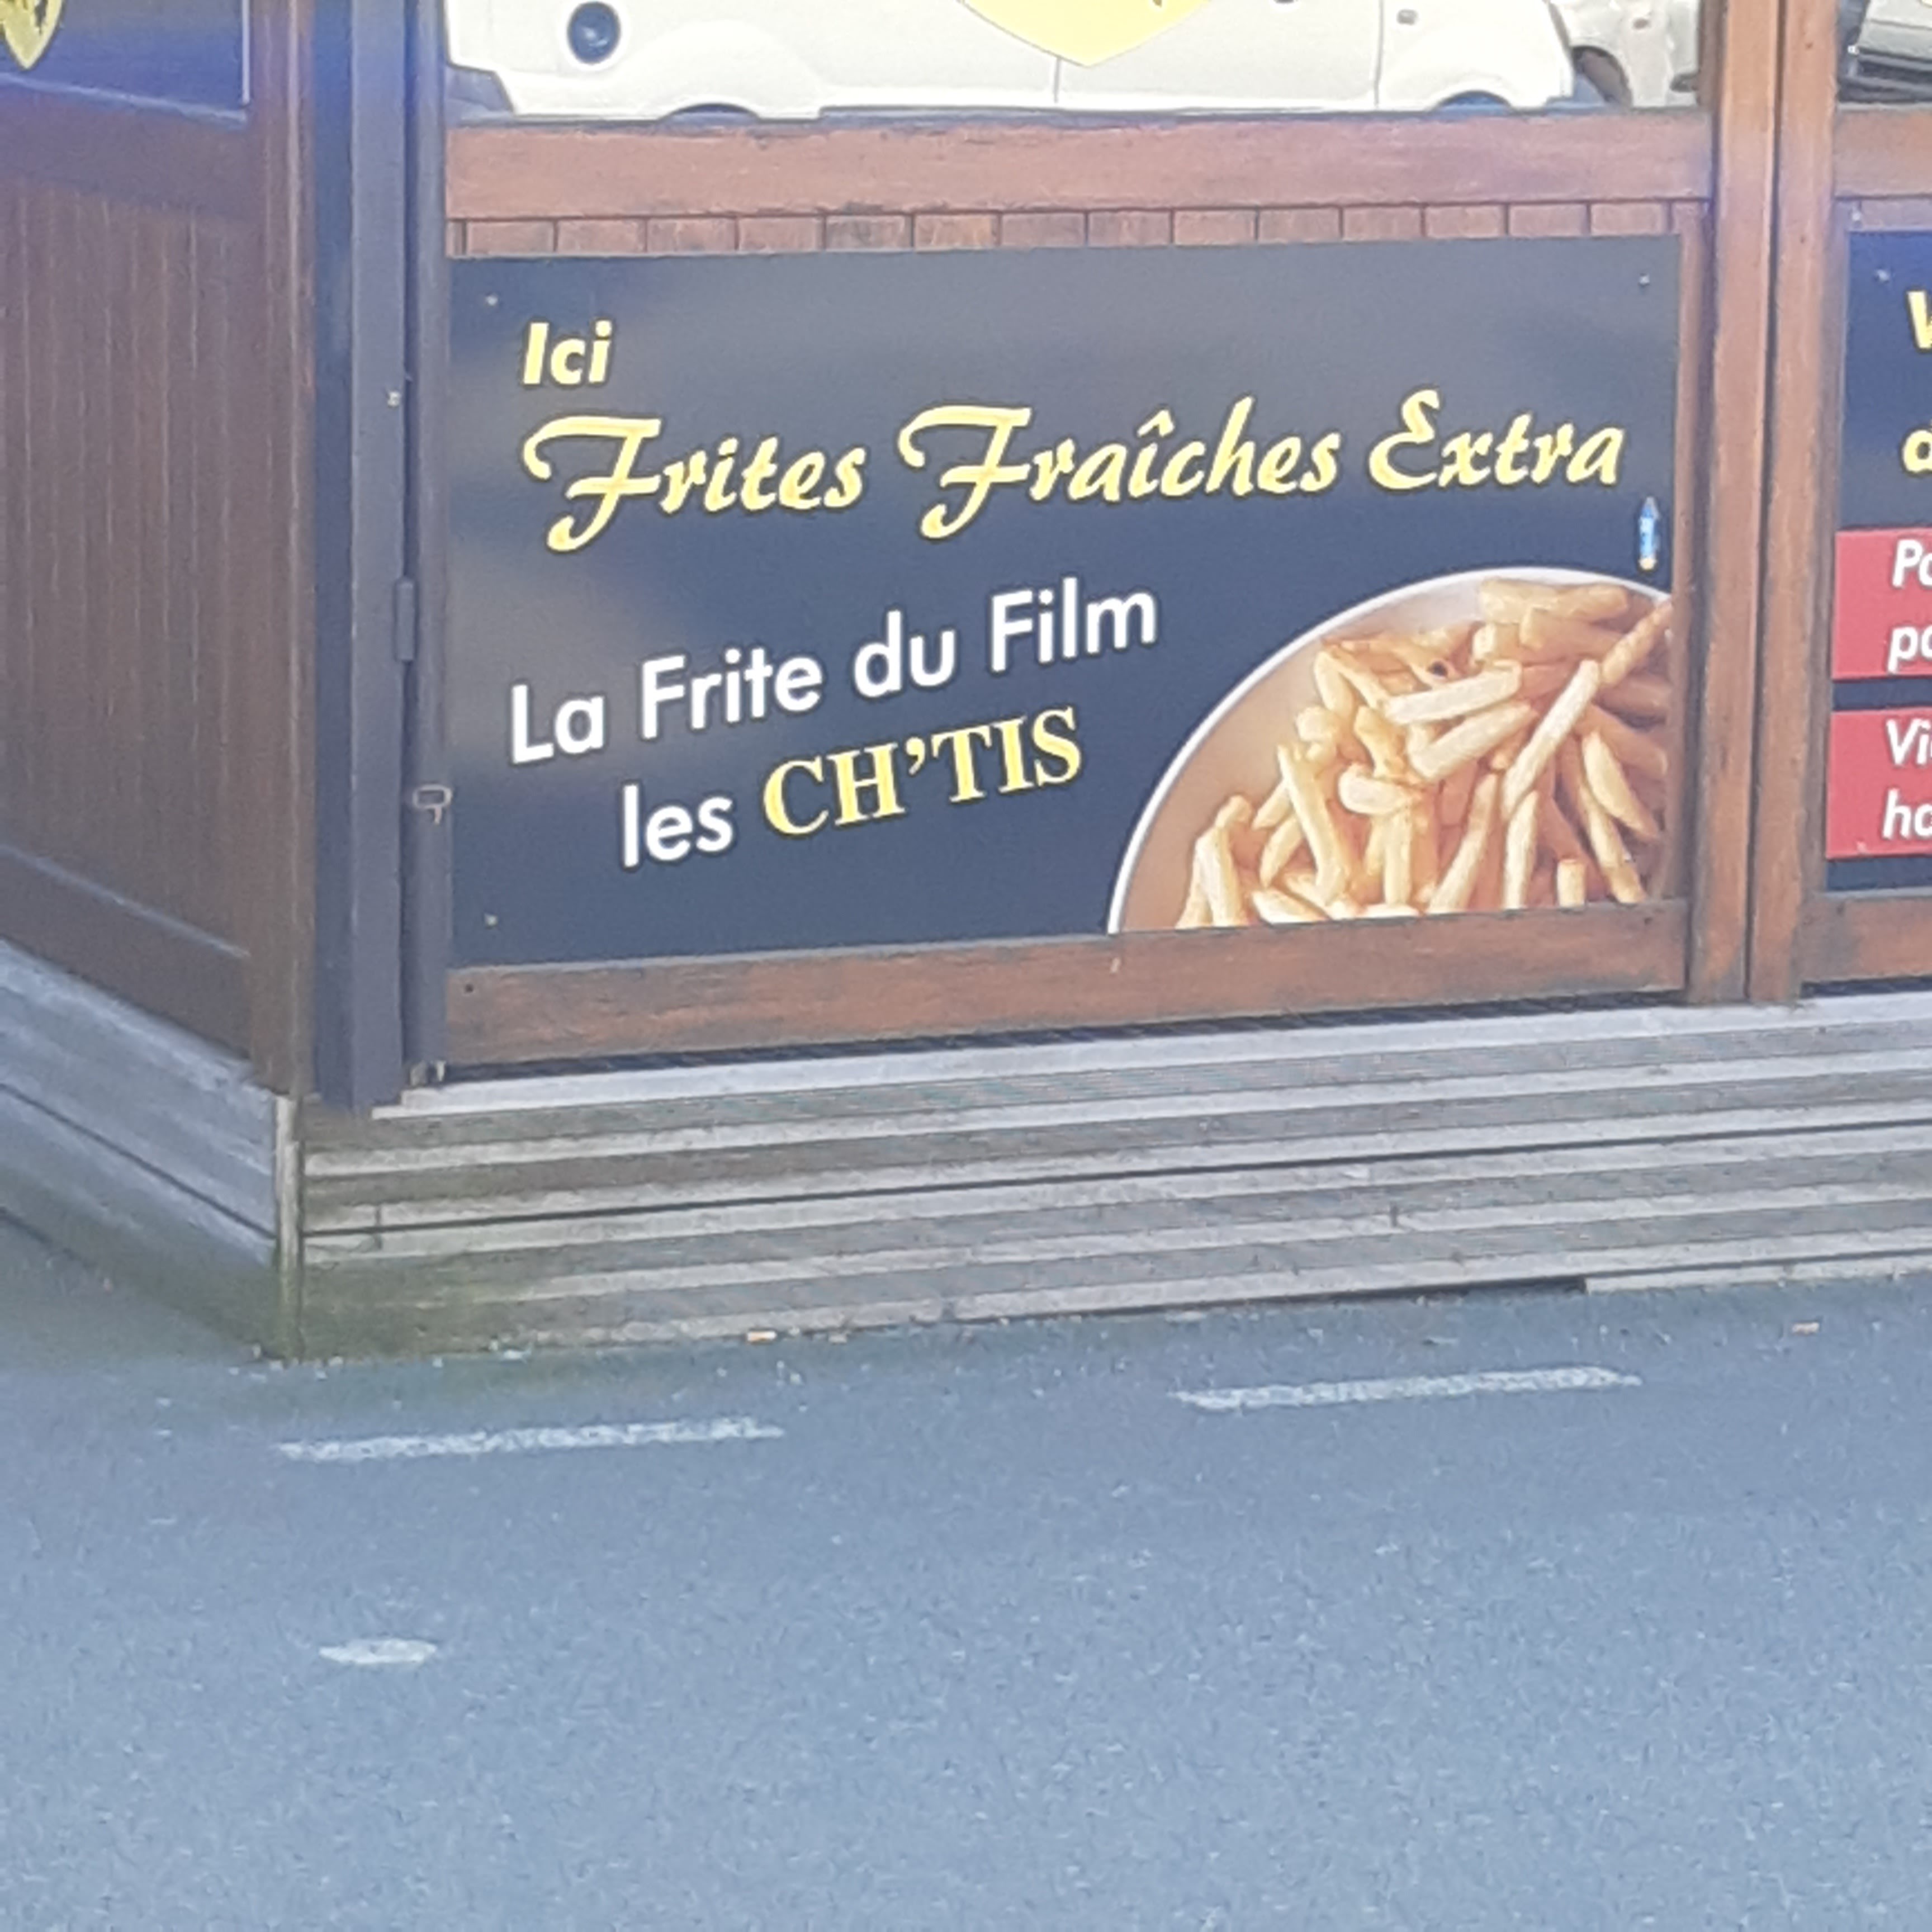 Ici
Frites Fraîches Extra
La Frite du Film
les CH'TIS